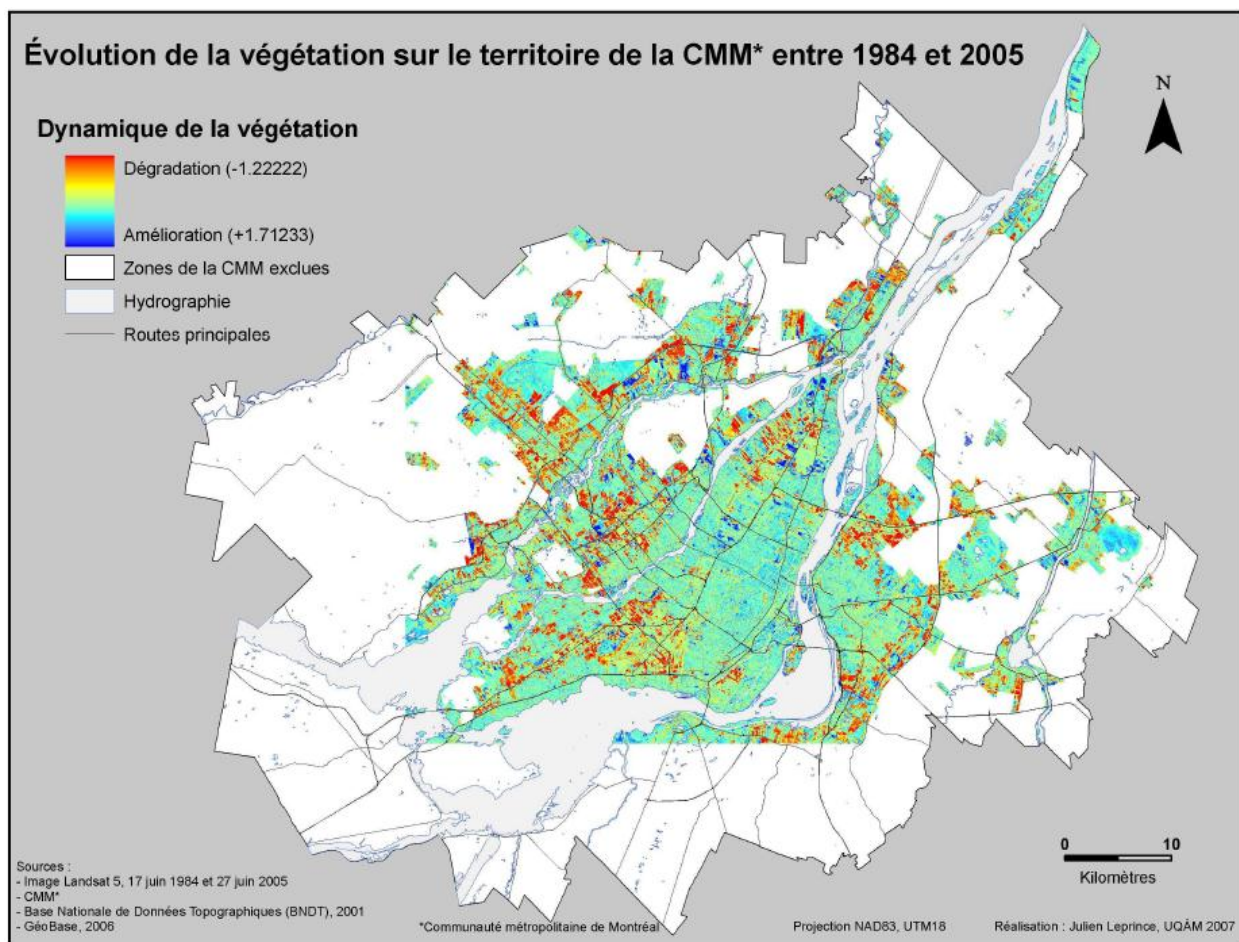 Évolution de la végétation sur le territoire de la CMM* entre 1984 et 2005
N
Dynamique de la végétation
Dégradation (-1.22222)
Amélioration (+1.71233)
Zones de la CMM exclues
Hydrographie
Routes principales
0 10
Kilomètres
Sources :
- Image Landsat 5, 17 juin 1984 et 27 juin 2005
- CMM*
- Base Nationale de Données Topographiques (BNDT), 2001
- GéoBase, 2006
*Communauté métropolitaine de Montréal
Projection NAD83, UTM18
Réalisation : Julien Leprince, UQÀM 2007